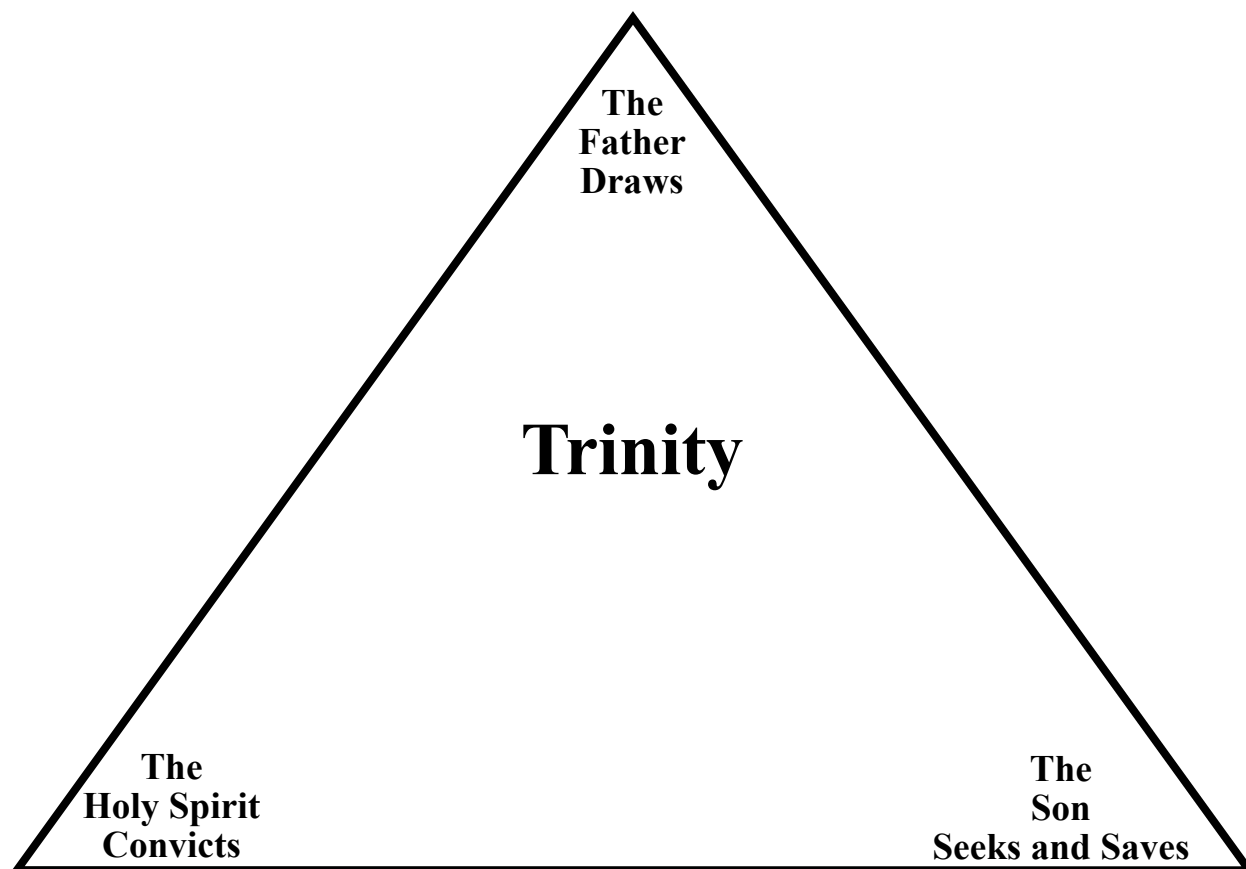 The
Father
Draws
Trinity
The
Holy Spirit
Convicts
The
Son
Seeks and Saves